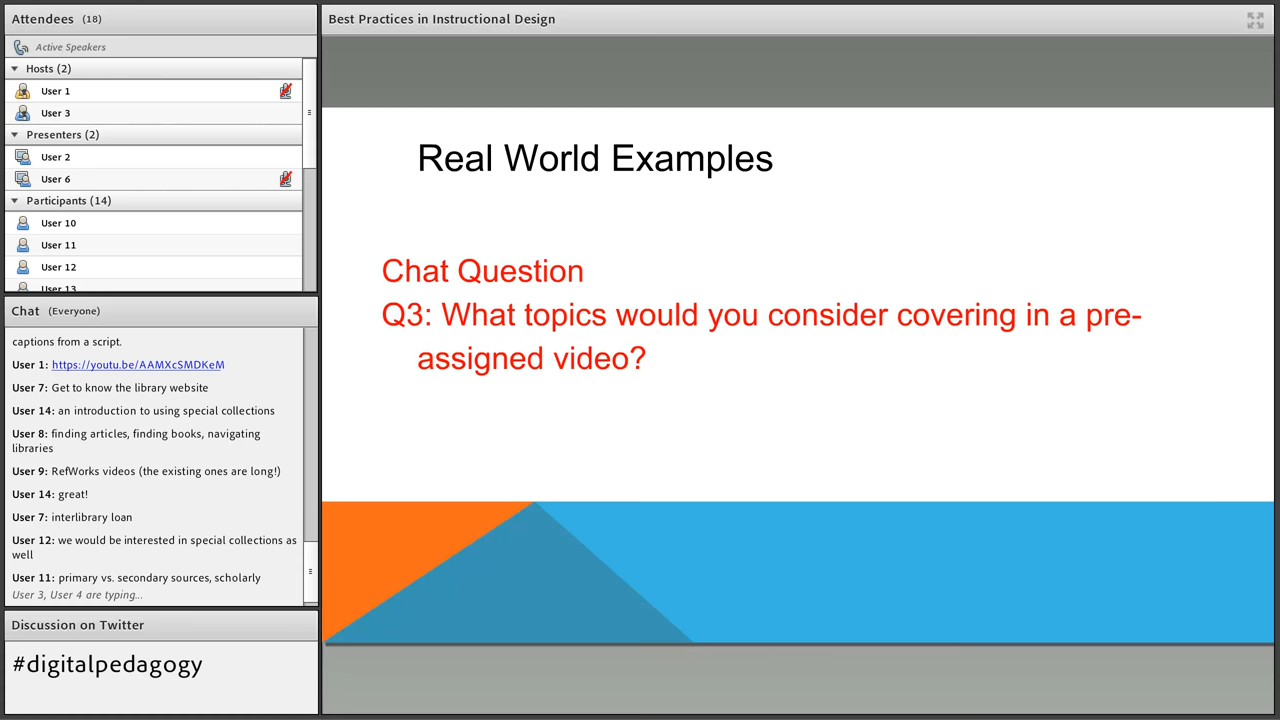 Attendees (18)
Active Speakers
Hosts (2)
User 1
User 3
Presenters (2)
User 2
User 6
Participants (14)
User 10
User 11
User 12
User 13
Chat (Everyone)
captions from a script.
User 1: https://youtu.be/AAMXcSMDKeM
User 7: Get to know the library website
User 14: an introduction to using special collections
User 8: finding articles, finding books, navigating
libraries
User 9: RefWorks videos (the existing ones are long!)
User 14: great!
User 7: interlibrary loan
User 12: we would be interested in special collections as
well
User 11: primary vs. secondary sources, scholarly
User 3, User 4 are typing...
Discussion on Twitter
#digitalpedagogy
Best Practices in Instructional Design
Real World Examples
Chat Question
Q3: What topics would you consider covering in a pre-
assigned video?